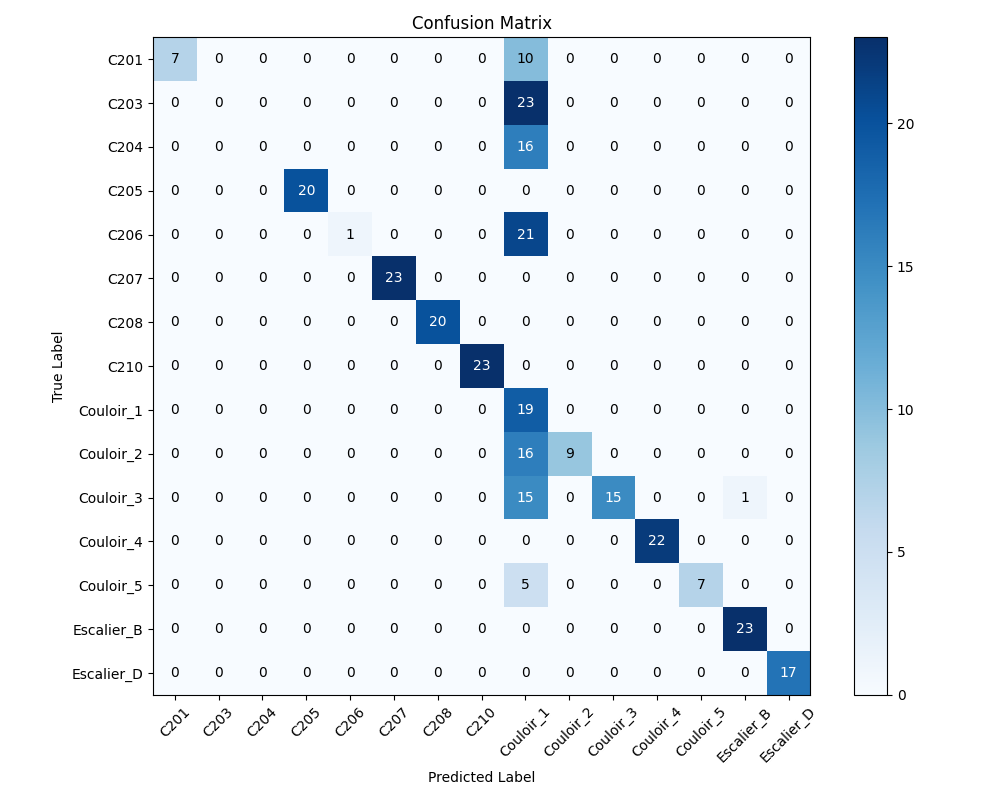 Confusion Matrix
C201 7 0 0 0 0 0 0 0 10 0 0 0 0 0 0
C203 0 0 0 0 0 0 0 0 23 0 0 0 0 0 0
C204 0 0 0 0 0 0 0 0 16 0 0 0 0 0 0
C205 0 0 0 20 0 0 0 0 0 0 0 0 0 0 0
C206 0 0 0 0 1 0 0 0 21 0 0 0 0 0 0
C207 0 0 0 0 0 23 0 0 0 0 0 0 0 0 0
C208 0 0 0 0 0 0 20 0 0 0 0 0 0 0 0
C210 0 0 0 0 0 0 0 23 0 0 0 0 0 0 0
Couloir_1 0 0 0 0 0 0 0 0 19 0 0 0 0 0 0
Couloir_2 0 0 0 0 0 0 0 0 16 9 0 0 0 0 0
Couloir_3 0 0 0 0 0 0 0 0 15 0 15 0 0 1 0
Couloir_4 0 0 0 0 0 0 0 0 0 0 0 22 0 0 0
Couloir_5 0 0 0 0 0 0 0 0 5 0 0 0 7 0 0
Escalier_B 0 0 0 0 0 0 0 0 0 0 0 0 0 23 0
Escalier_D 0 0 0 0 0 0 0 0 0 0 0 0 0 0 17
C201 C203 C204 C205 C206 C207 C208 C210 Couloir_1 Couloir_2 Couloir_3 Couloir_4 Couloir_5 Escalier_B Escalier_D
Predicted Label
True Label
20
15
10
5
0